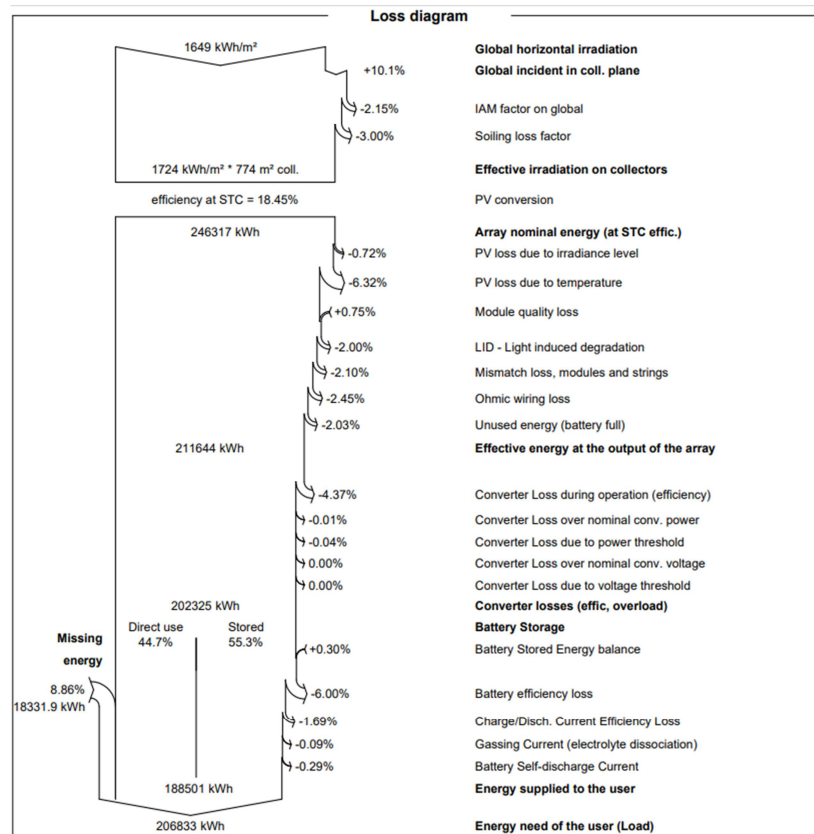 Loss diagram
1649 kWh/m² Global horizontal irradiation
+10.1% Global incident in coll. plane
-2.15% IAM factor on global
-3.00% Soiling loss factor
1724 kWh/m² * 774 m² coll. Effective irradiation on collectors
efficiency at STC = 18.45% PV conversion
246317 kWh Array nominal energy (at STC effic.)
-0.72% PV loss due to irradiance level
-6.32% PV loss due to temperature
+0.75% Module quality loss
-2.00% LID - Light induced degradation
-2.10% Mismatch loss, modules and strings
-2.45% Ohmic wiring loss
-2.03% Unused energy (battery full)
211644 kWh Effective energy at the output of the array
-4.37% Converter Loss during operation (efficiency)
-0.01% Converter Loss over nominal conv. power
-0.04% Converter Loss due to power threshold
0.00% Converter Loss over nominal conv. voltage
0.00% Converter Loss due to voltage threshold
202325 kWh Converter losses (effic, overload)
Direct use Stored Battery Storage
Missing 44.7% 55.3%
+0.30% Battery Stored Energy balance
energy
8.86% -6.00% Battery efficiency loss
18331.9 kWh
-1.69% Charge/Disch. Current Efficiency Loss
-0.09% Gassing Current (electrolyte dissociation)
-0.29% Battery Self-discharge Current
188501 kWh Energy supplied to the user
206833 kWh Energy need of the user (Load)